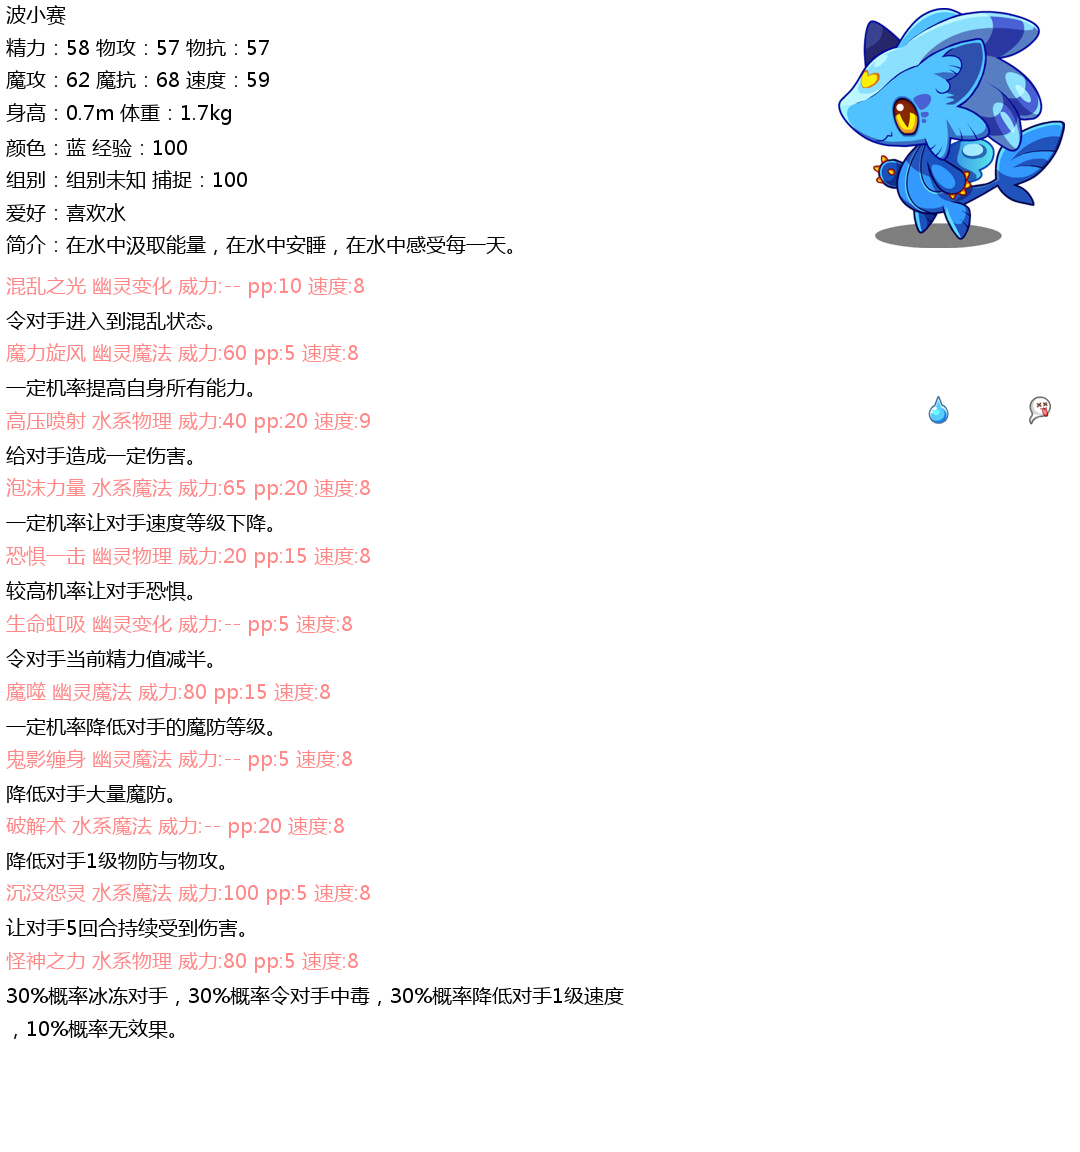 波小赛
精力：58 物攻：57 物抗：57
魔攻：62 魔抗：68 速度：59
身高：0.7m 体重：1.7kg
颜色：蓝 经验：100
组别：组别未知 捕捉：100
爱好：喜欢水
简介：在水中汲取能量，在水中安睡，在水中感受每一天。
混乱之光 幽灵变化 威力:-- pp:10 速度:8
令对手进入到混乱状态。
魔力旋风 幽灵魔法 威力:60 pp:5 速度:8
一定机率提高自身所有能力。
高压喷射 水系物理 威力:40 pp:20 速度:9
给对手造成一定伤害。
泡沫力量 水系魔法 威力:65 pp:20 速度:8
一定机率让对手速度等级下降。
恐惧一击 幽灵物理 威力:20 pp:15 速度:8
较高机率让对手恐惧。
生命虹吸 幽灵变化 威力:-- pp:5 速度:8
令对手当前精力值减半。
魔噬 幽灵魔法 威力:80 pp:15 速度:8
一定机率降低对手的魔防等级。
鬼影缠身 幽灵魔法 威力:-- pp:5 速度:8
降低对手大量魔防。
破解术 水系魔法 威力:-- pp:20 速度:8
降低对手1级物防与物攻。
沉没怨灵 水系魔法 威力:100 pp:5 速度:8
让对手5回合持续受到伤害。
怪神之力 水系物理 威力:80 pp:5 速度:8
30%概率冰冻对手，30%概率令对手中毒，30%概率降低对手1级速度
，10%概率无效果。